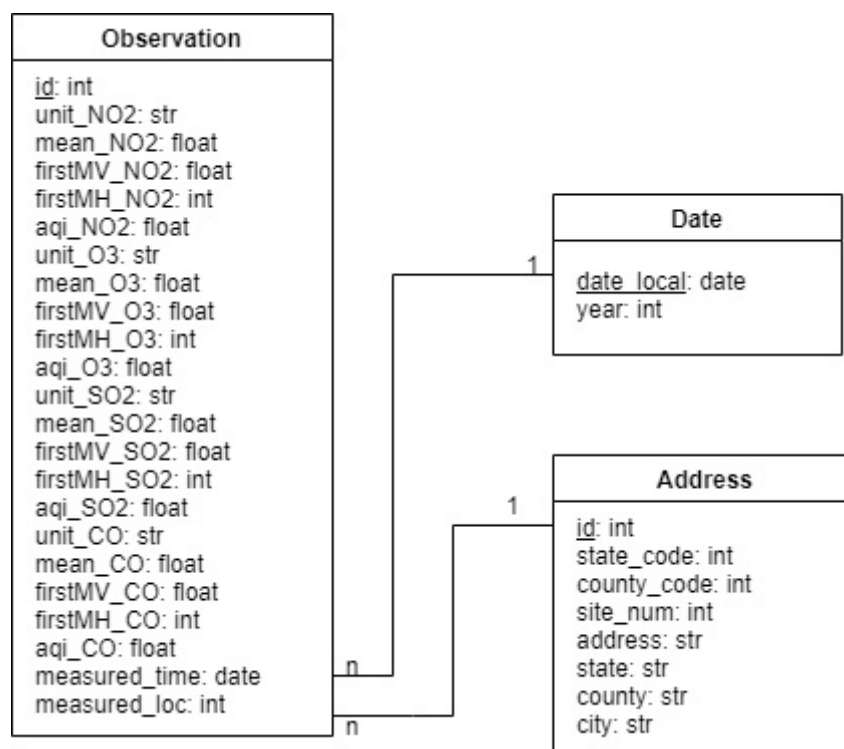 Observation
id: int
unit_NO2: str
mean_NO2: float
firstMV_NO2: float
firstMH_NO2: int
aqi_NO2: float
unit_O3: str
mean_O3: float
firstMV_O3: float
firstMH_O3: int
aqi_O3: float
unit_SO2: str
mean_SO2: float
firstMV_SO2: float
firstMH_SO2: int
aqi_SO2: float
unit_CO: str
mean_CO: float
firstMV_CO: float
firstMH_CO: int
aqi_CO: float
measured_time: date
measured_loc: int
n
n
1
Date
date_local: date
year: int
1
Address
id: int
state_code: int
county_code: int
site_num: int
address: str
state: str
county: str
city: str